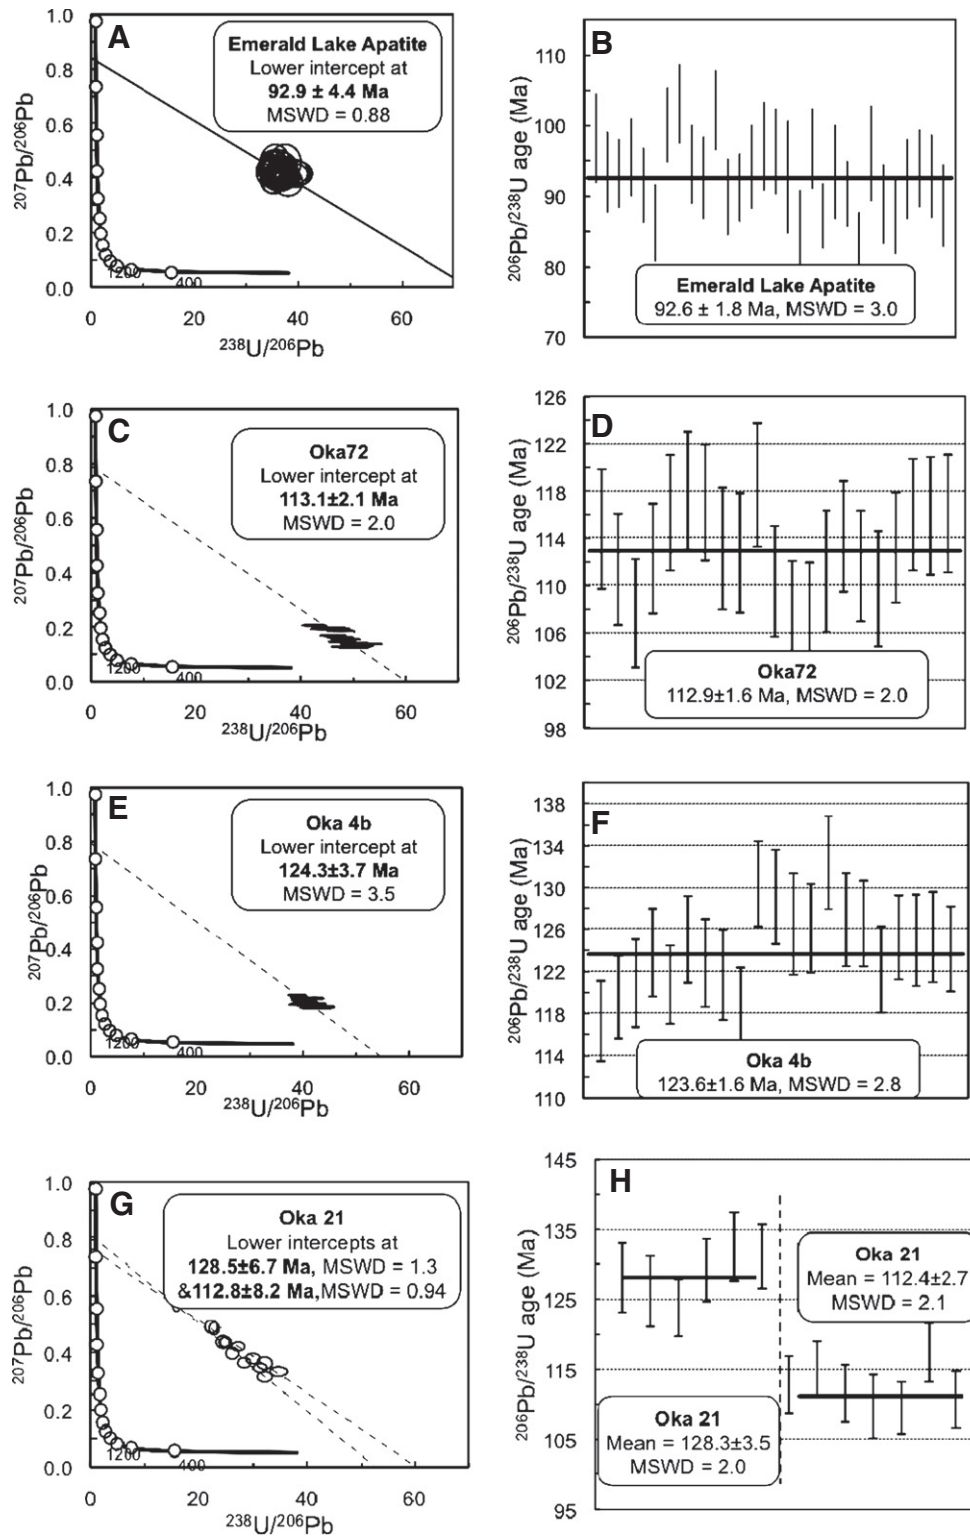 A
1.0
0.8
0.6
0.4
0.2
0.0
207Pb/206Pb
Emerald Lake Apatite
Lower intercept at
92.9 ± 4.4 Ma
MSWD = 0.88
1200
400
0
20
40
60
238U/206Pb
B
110
100
90
80
70
206Pb/238U age (Ma)
Emerald Lake Apatite
92.6 ± 1.8 Ma, MSWD = 3.0
C
1.0
0.8
0.6
0.4
0.2
0.0
207Pb/206Pb
Oka72
Lower intercept at
113.1±2.1 Ma
MSWD = 2.0
1200
400
0
20
40
60
238U/206Pb
D
126
122
118
114
110
106
102
98
206Pb/238U age (Ma)
Oka72
112.9±1.6 Ma, MSWD = 2.0
E
1.0
0.8
0.6
0.4
0.2
0.0
207Pb/206Pb
Oka 4b
Lower intercept at
124.3±3.7 Ma
MSWD = 3.5
1200
400
0
20
40
60
238U/206Pb
F
138
134
130
126
122
118
114
110
206Pb/238U age (Ma)
Oka 4b
123.6±1.6 Ma, MSWD = 2.8
G
1.0
0.8
0.6
0.4
0.2
0.0
207Pb/206Pb
Oka 21
Lower intercepts at
128.5±6.7 Ma, MSWD = 1.3
&112.8±8.2 Ma,MSWD = 0.94
1200
400
0
20
40
60
238U/206Pb
H
145
135
125
115
105
95
206Pb/238U age (Ma)
Oka 21
Mean = 112.4±2.7
MSWD = 2.1
Oka 21
Mean = 128.3±3.5
MSWD = 2.0